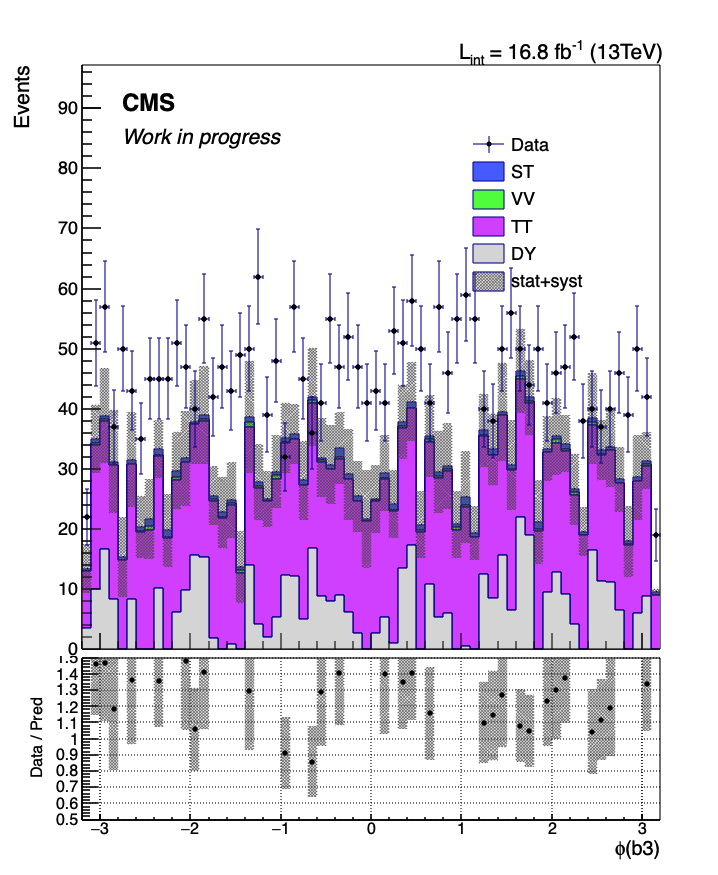 L_int = 16.8 fb⁻¹ (13TeV)
Events
CMS
Work in progress
90
80
70
60
50
40
30
20
10
0
Data
ST
VV
TT
DY
stat+syst
Data / Pred
1.5
1.4
1.3
1.2
1.1
1
0.9
0.8
0.7
0.6
0.5
−3 −2 −1 0 1 2 3
ϕ(b3)